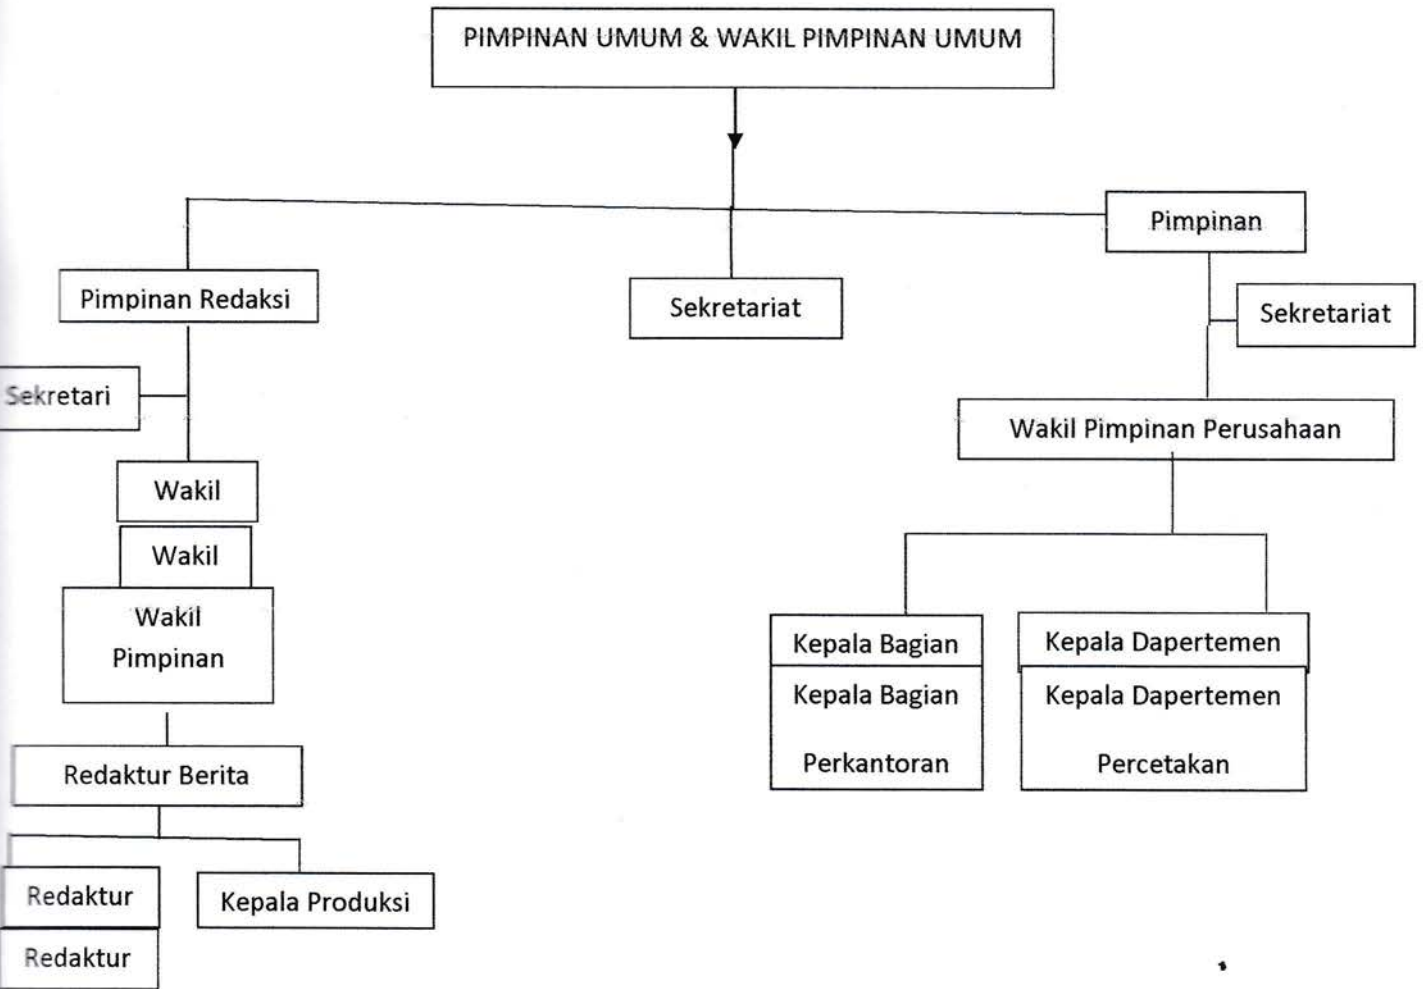 PIMPINAN UMUM & WAKIL PIMPINAN UMUM
Pimpinan
Pimpinan Redaksi
Sekretariat
Sekretariat
Sekretari
Wakil Pimpinan Perusahaan
Wakil
Wakil
Wakil
Pimpinan
Kepala Bagian
Kepala Dapertemen
Kepala Bagian
Kepala Dapertemen
Perkantoran
Percetakan
Redaktur Berita
Redaktur
Kepala Produksi
Redaktur